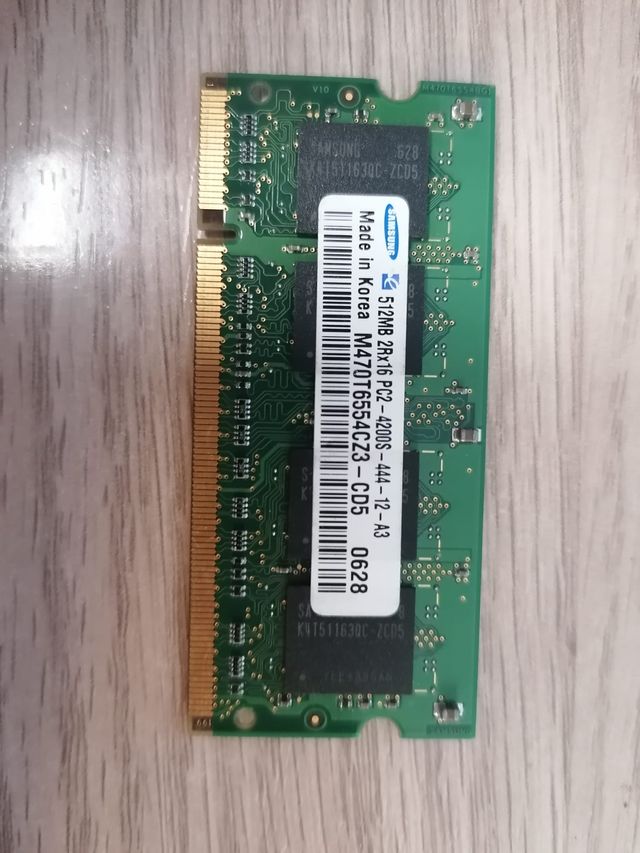 V10
SAMSUNG 628
K4T51163QC-ZCD5
SAMSUNG
512MB 2Rx16 PC2-4200S-444-12-A3
Made in Korea M470T6554CZ3-CD5 0628
K4T51163QC-ZCD5